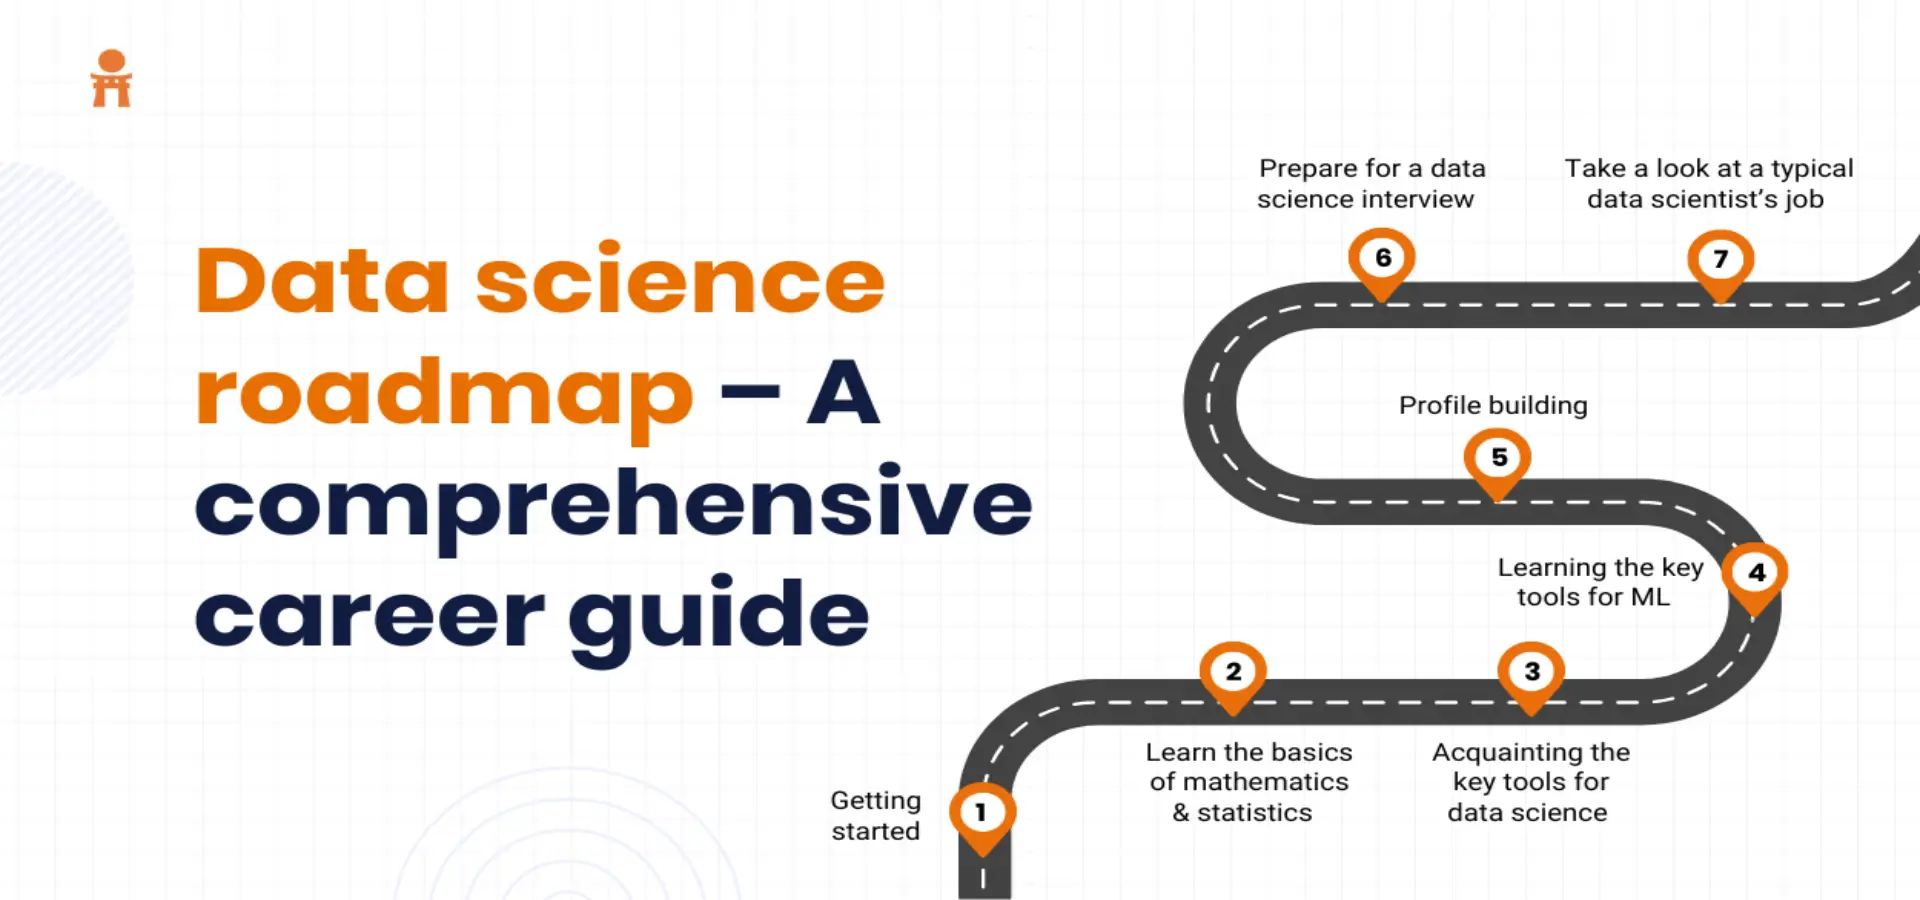 Data science
roadmap – A
comprehensive
career guide
1
Getting
started
2
Learn the basics
of mathematics
& statistics
3
Acquainting the
key tools for
data science
4
Learning the key
tools for ML
5
Profile building
6
Prepare for a data
science interview
7
Take a look at a typical
data scientist’s job